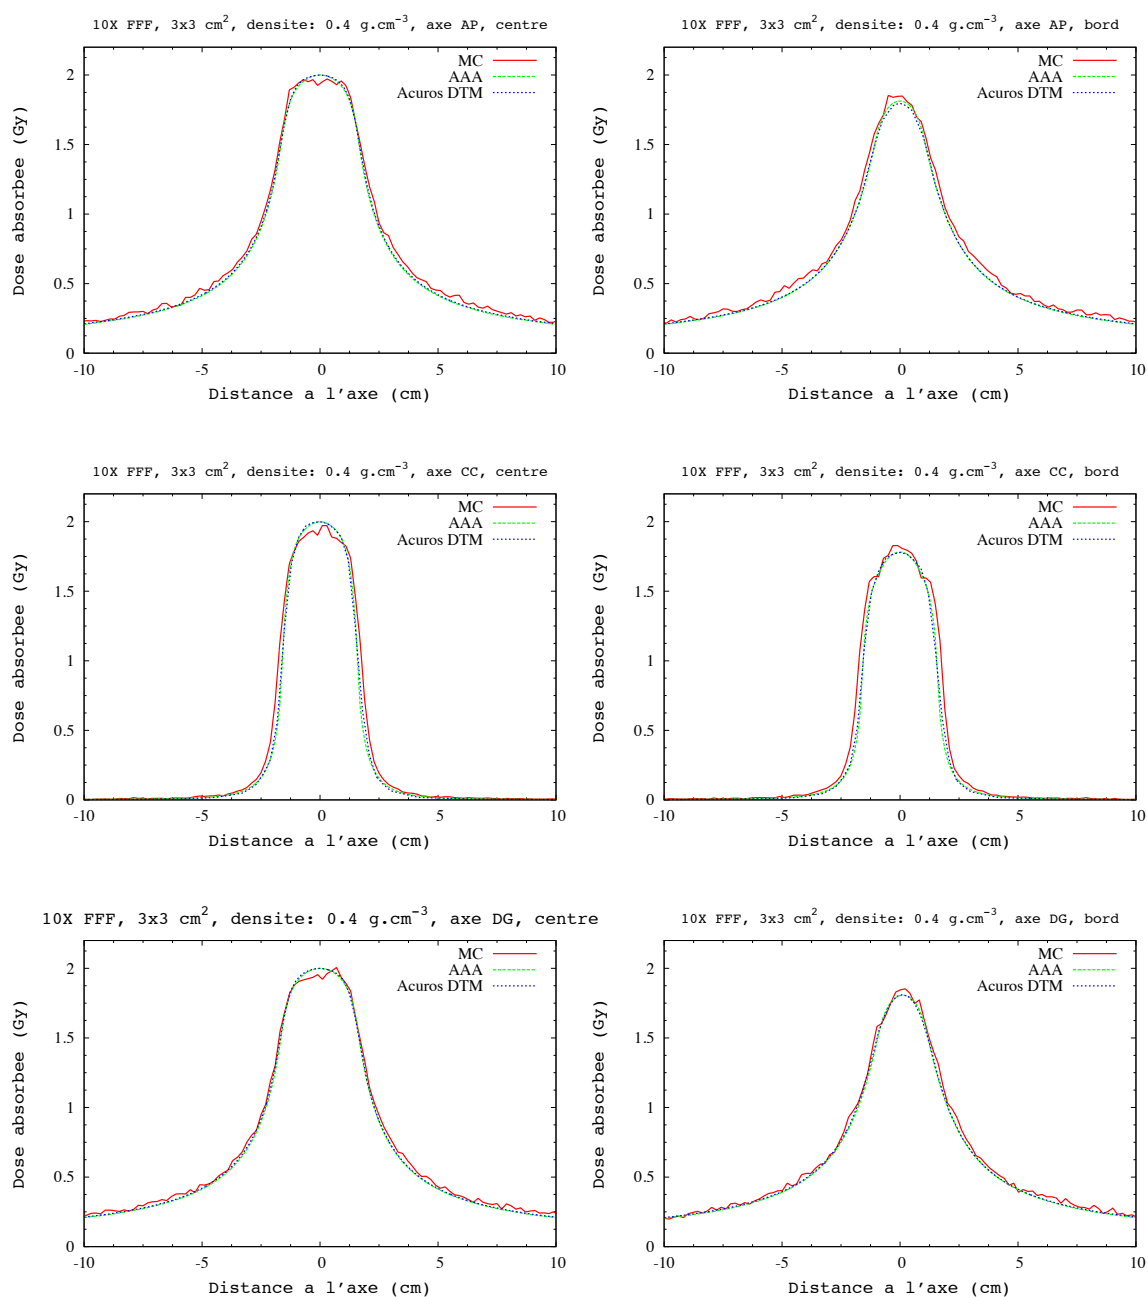 10X FFF, 3x3 cm², densite: 0.4 g.cm⁻³, axe AP, centre
Dose absorbee (Gy)
2
1.5
1
0.5
0
MC
AAA
Acuros DTM
-10 -5 0 5 10
Distance a l'axe (cm)
10X FFF, 3x3 cm², densite: 0.4 g.cm⁻³, axe AP, bord
Dose absorbee (Gy)
2
1.5
1
0.5
0
MC
AAA
Acuros DTM
-10 -5 0 5 10
Distance a l'axe (cm)
10X FFF, 3x3 cm², densite: 0.4 g.cm⁻³, axe CC, centre
Dose absorbee (Gy)
2
1.5
1
0.5
0
MC
AAA
Acuros DTM
-10 -5 0 5 10
Distance a l'axe (cm)
10X FFF, 3x3 cm², densite: 0.4 g.cm⁻³, axe CC, bord
Dose absorbee (Gy)
2
1.5
1
0.5
0
MC
AAA
Acuros DTM
-10 -5 0 5 10
Distance a l'axe (cm)
10X FFF, 3x3 cm², densite: 0.4 g.cm⁻³, axe DG, centre
Dose absorbee (Gy)
2
1.5
1
0.5
0
MC
AAA
Acuros DTM
-10 -5 0 5 10
Distance a l'axe (cm)
10X FFF, 3x3 cm², densite: 0.4 g.cm⁻³, axe DG, bord
Dose absorbee (Gy)
2
1.5
1
0.5
0
MC
AAA
Acuros DTM
-10 -5 0 5 10
Distance a l'axe (cm)